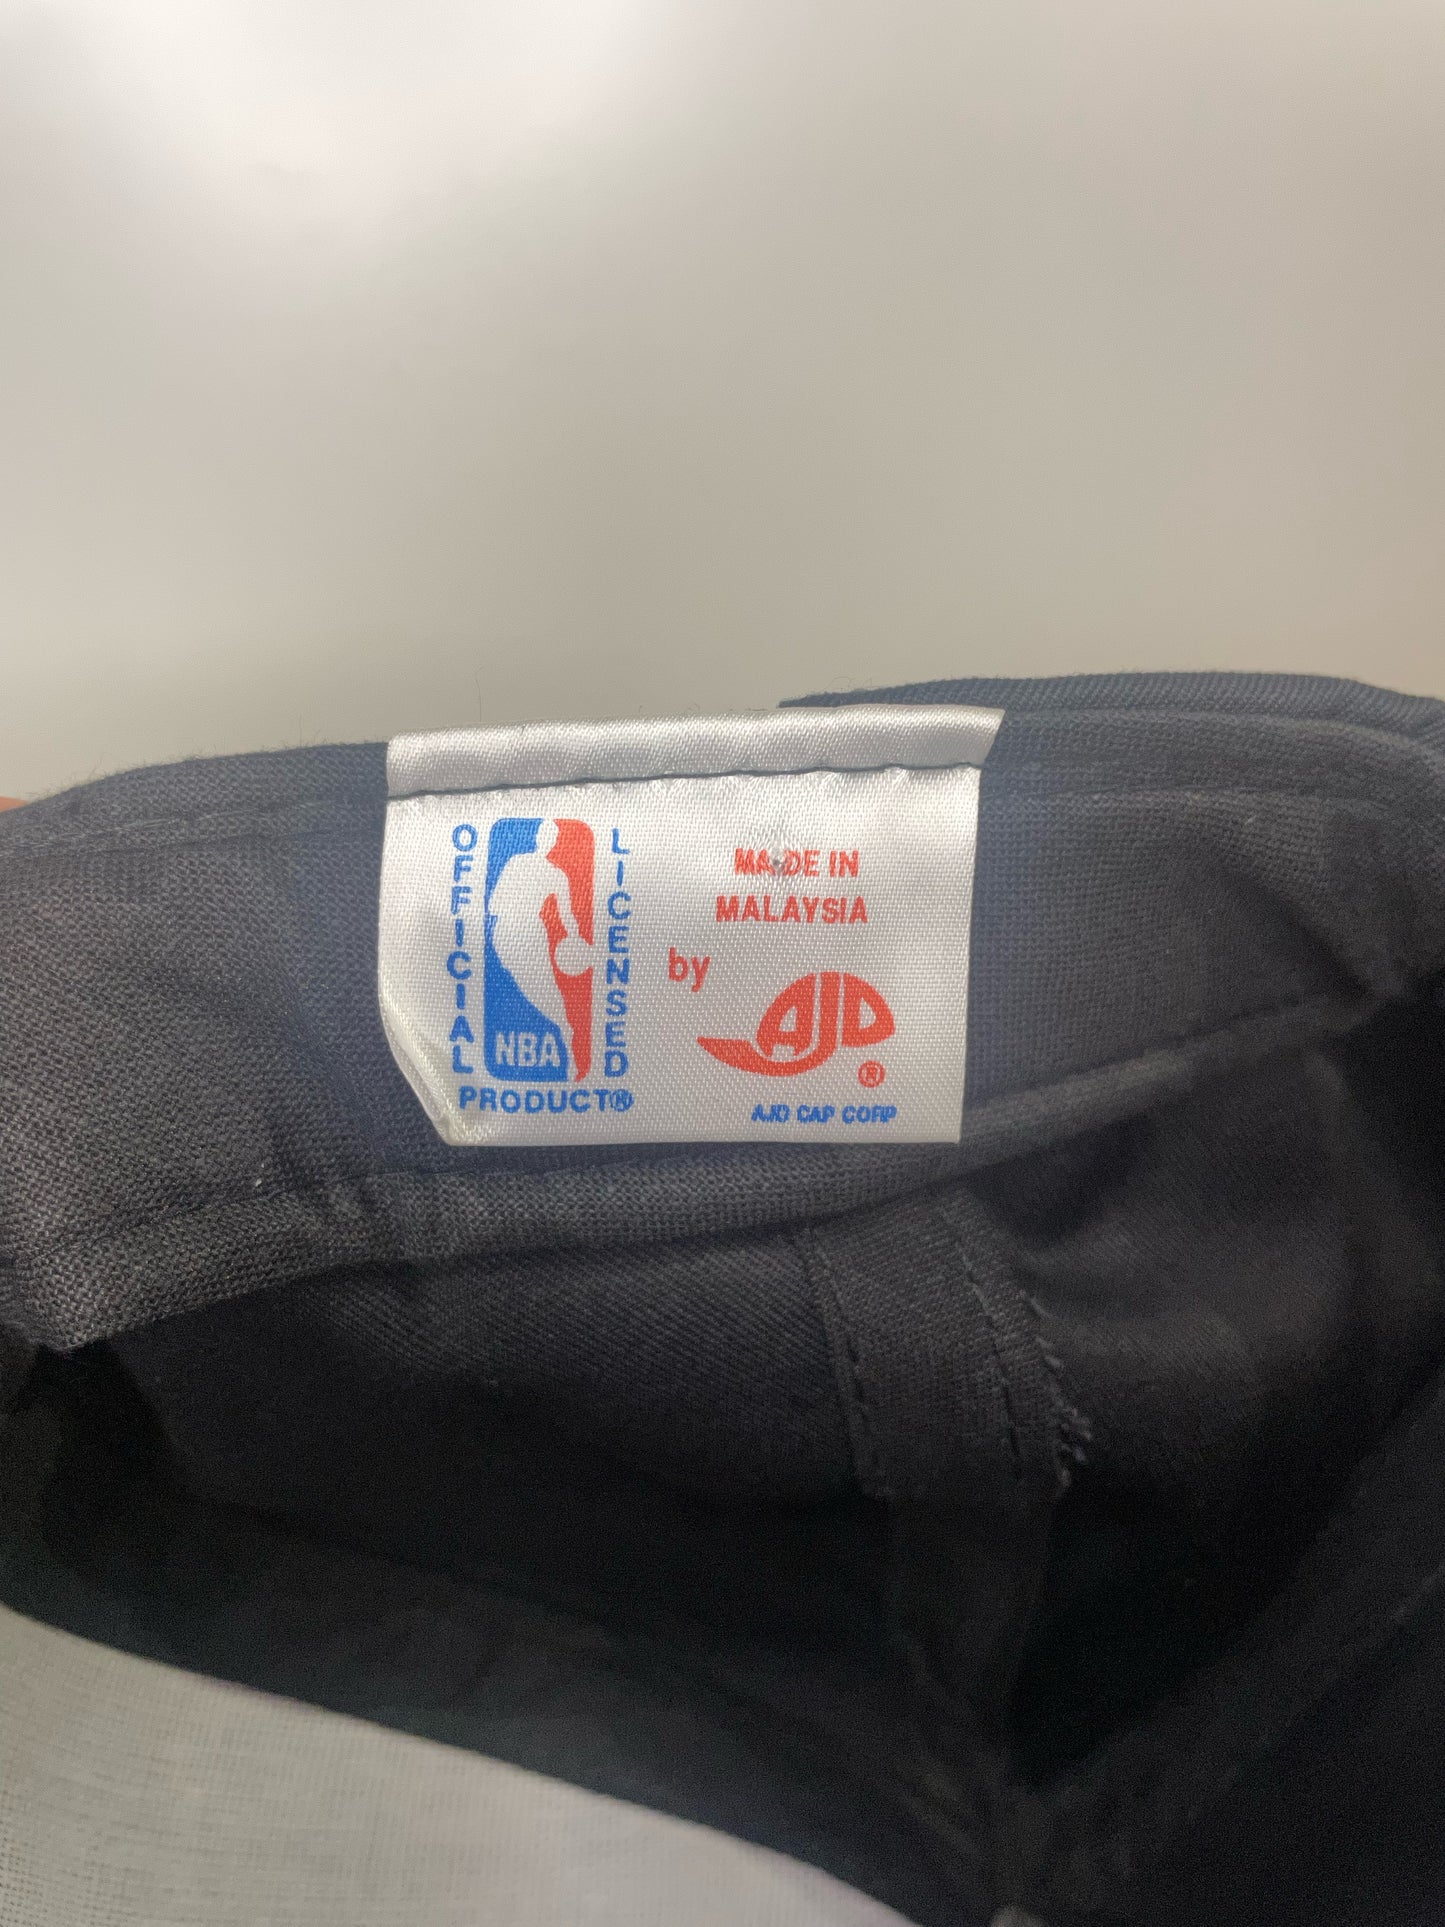 OFFICIAL
NBA
LICENSED
PRODUCT®
MADE IN
MALAYSIA
by
AJD
®
AJD CAP CORP